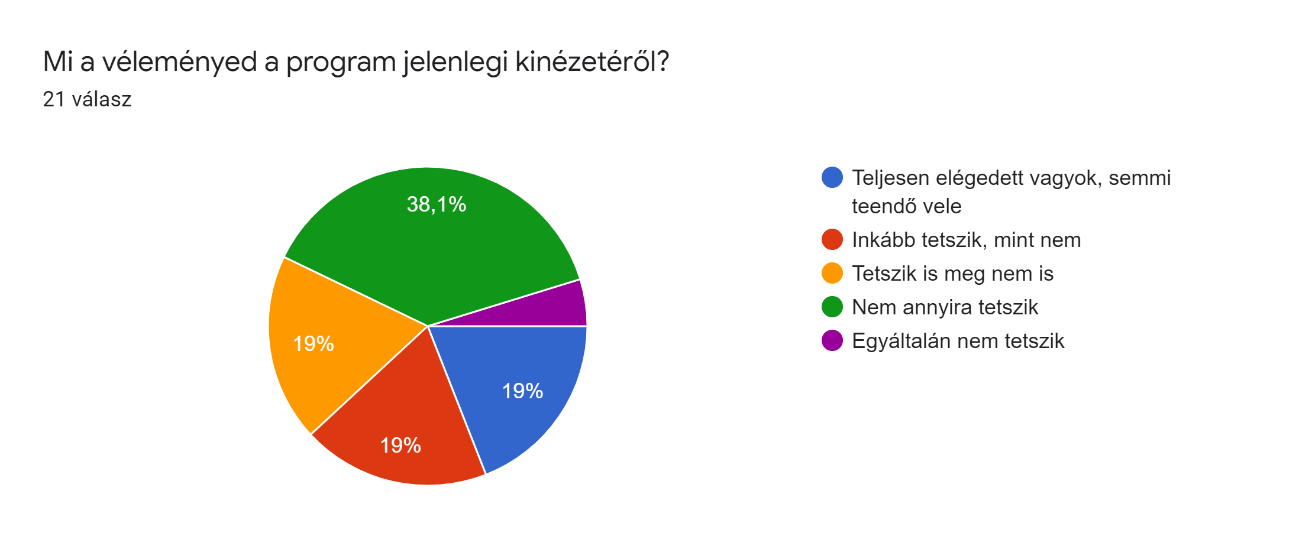 Mi a véleményed a program jelenlegi kinézetéről?
21 válasz
38,1%
19%
19%
19%
Teljesen elégedett vagyok, semmi
teendő vele
Inkább tetszik, mint nem
Tetszik is meg nem is
Nem annyira tetszik
Egyáltalán nem tetszik